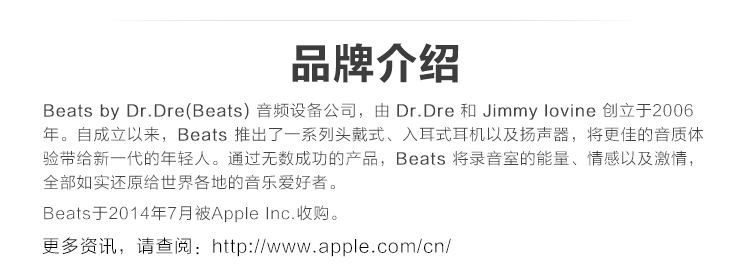 品牌介绍
Beats by Dr.Dre(Beats) 音频设备公司，由 Dr.Dre 和 Jimmy Iovine 创立于2006
年。自成立以来，Beats 推出了一系列头戴式、入耳式耳机以及扬声器，将更佳的音质体
验带给新一代的年轻人。通过无数成功的产品，Beats 将录音室的能量、情感以及激情，
全部如实还原给世界各地的音乐爱好者。
Beats于2014年7月被Apple Inc.收购。
更多资讯，请查阅：http://www.apple.com/cn/